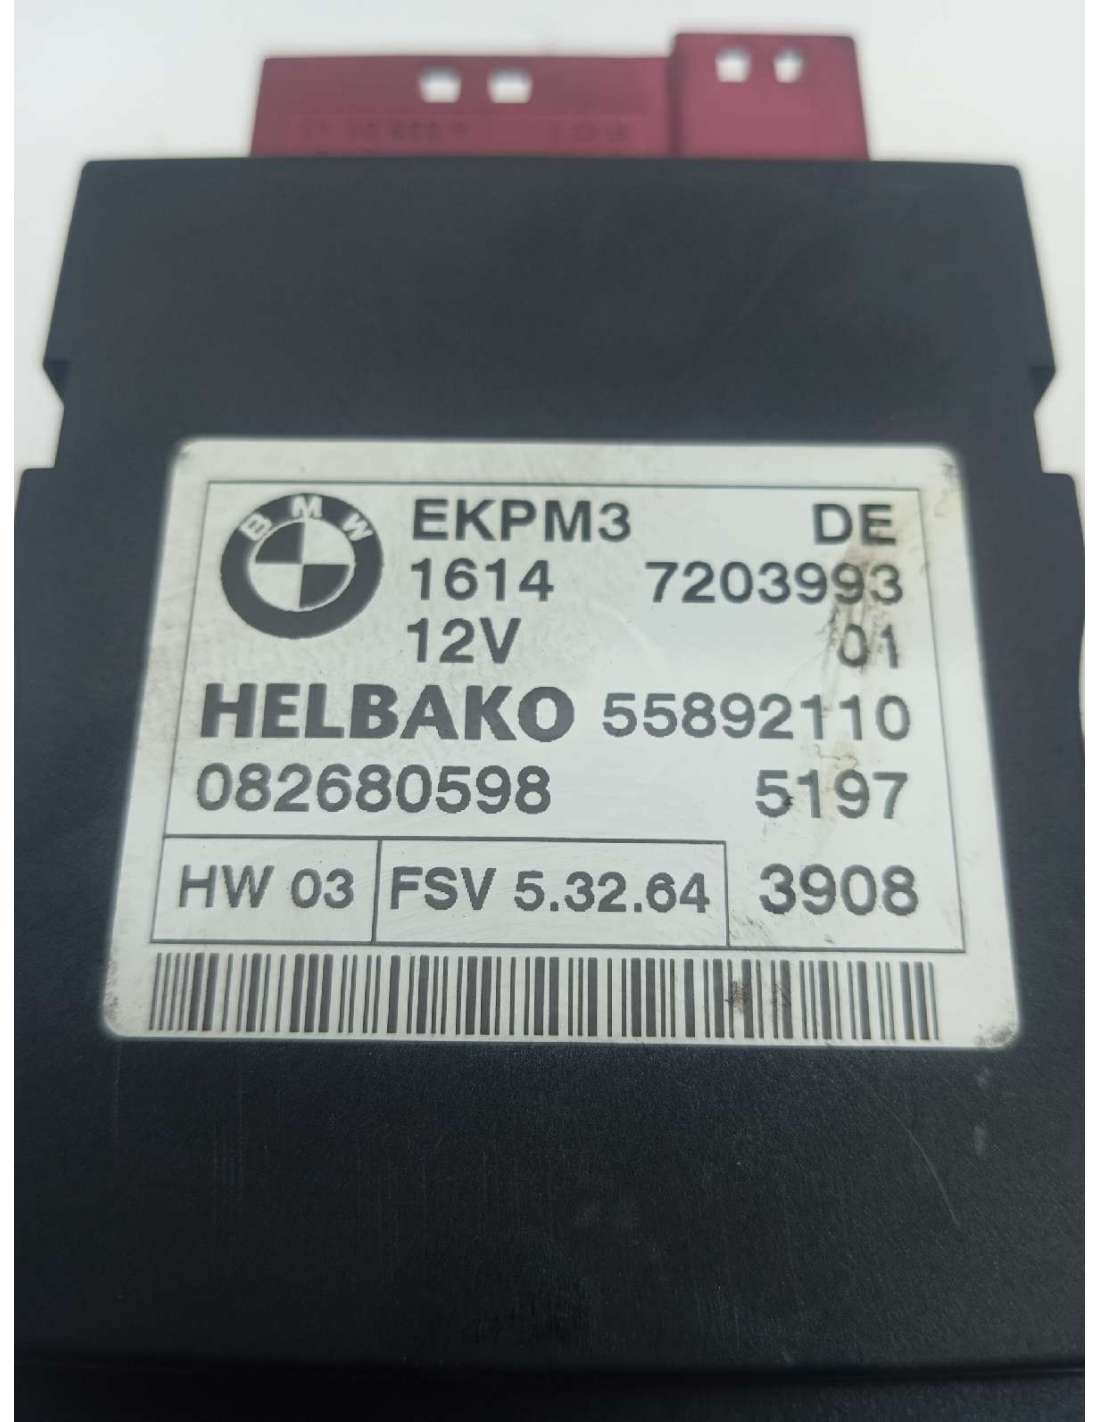 BMW
EKPM3 DE
1614 7203993
12V 01
HELBAKO 55892110
082680598 5197
HW 03 FSV 5.32.64 3908